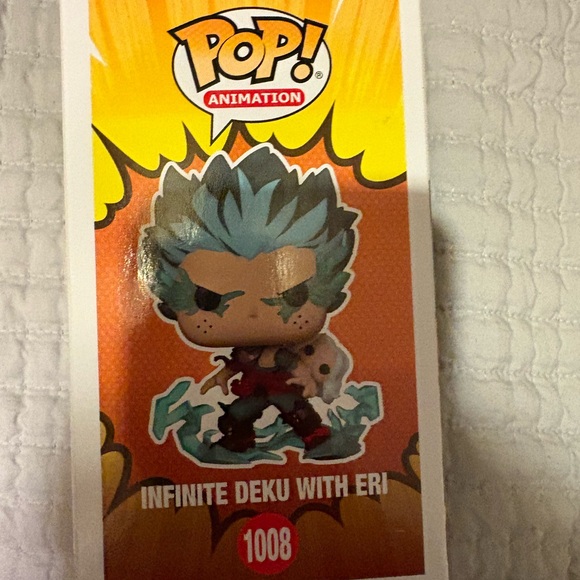 POP!®
ANIMATION
INFINITE DEKU WITH ERI
1008